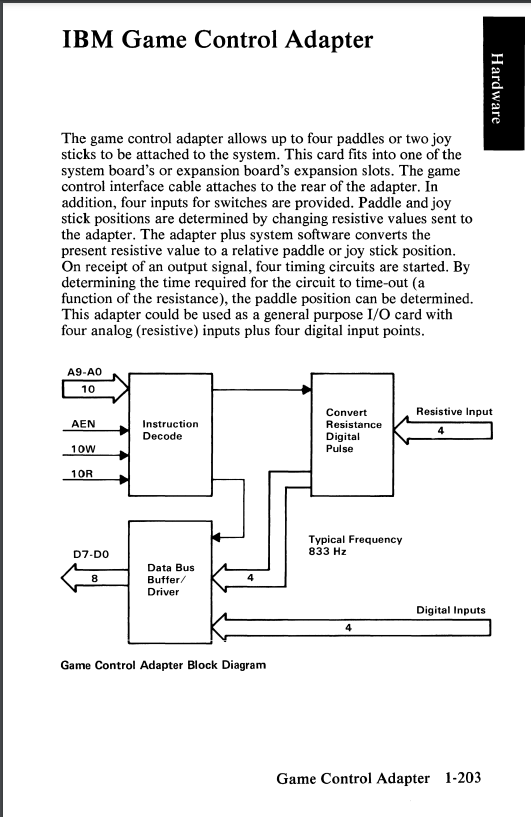 IBM Game Control Adapter
Hardware
The game control adapter allows up to four paddles or two joy
sticks to be attached to the system. This card fits into one of the
system board's or expansion board's expansion slots. The game
control interface cable attaches to the rear of the adapter. In
addition, four inputs for switches are provided. Paddle and joy
stick positions are determined by changing resistive values sent to
the adapter. The adapter plus system software converts the
present resistive value to a relative paddle or joy stick position.
On receipt of an output signal, four timing circuits are started. By
determining the time required for the circuit to time-out (a
function of the resistance), the paddle position can be determined.
This adapter could be used as a general purpose I/O card with
four analog (resistive) inputs plus four digital input points.
A9-A0
10
AEN
10W
10R
Instruction
Decode
Convert
Resistance
Digital
Pulse
Resistive Input
4
Typical Frequency
833 Hz
D7-D0
8
Data Bus
Buffer/
Driver
4
Digital Inputs
4
Game Control Adapter Block Diagram
Game Control Adapter 1-203